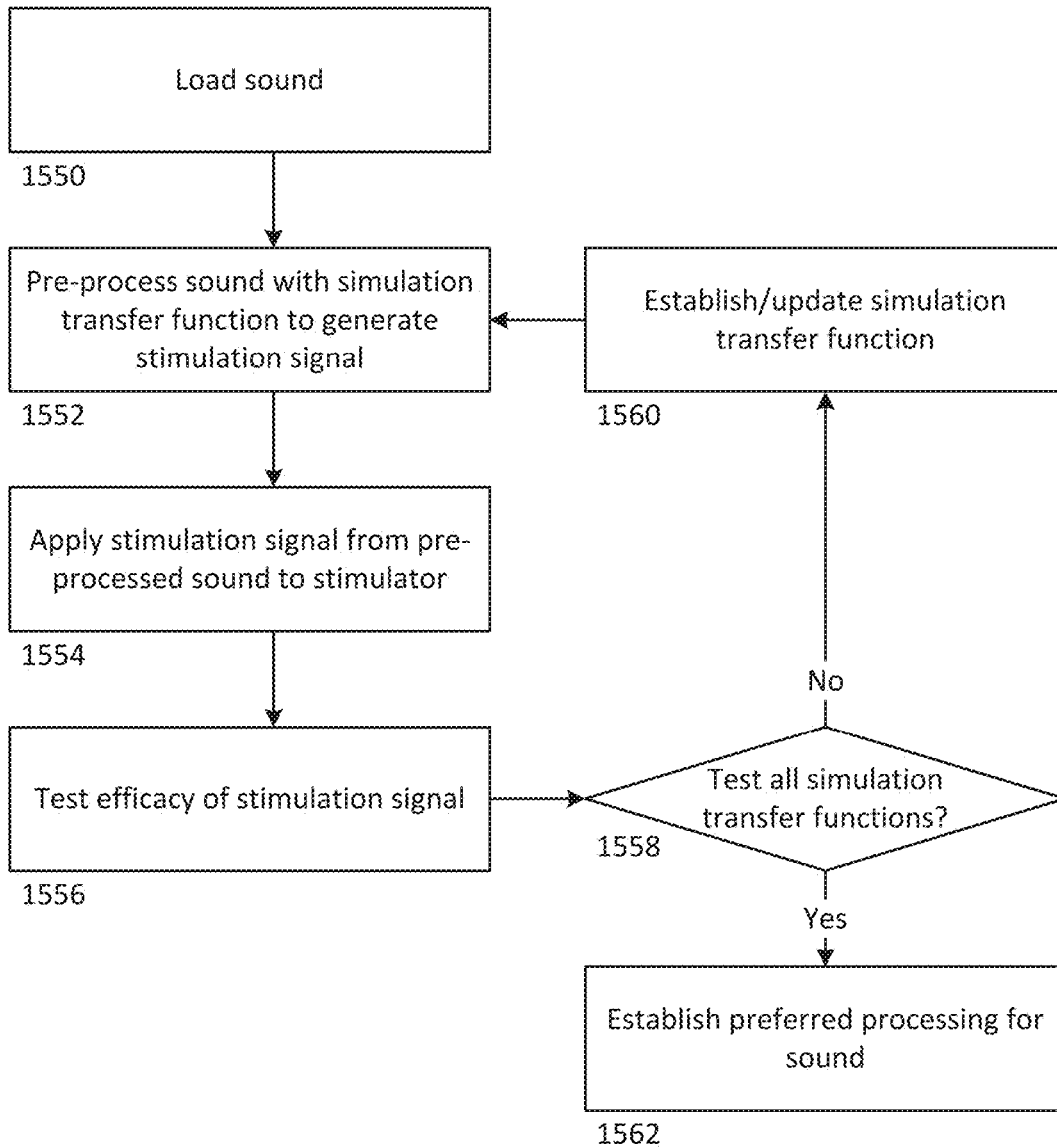 Load sound
1550
Pre-process sound with simulation
transfer function to generate
stimulation signal
1552
Establish/update simulation
transfer function
1560
Apply stimulation signal from pre-
processed sound to stimulator
1554
No
Test efficacy of stimulation signal
1556
Test all simulation
transfer functions?
1558
Yes
Establish preferred processing for
sound
1562